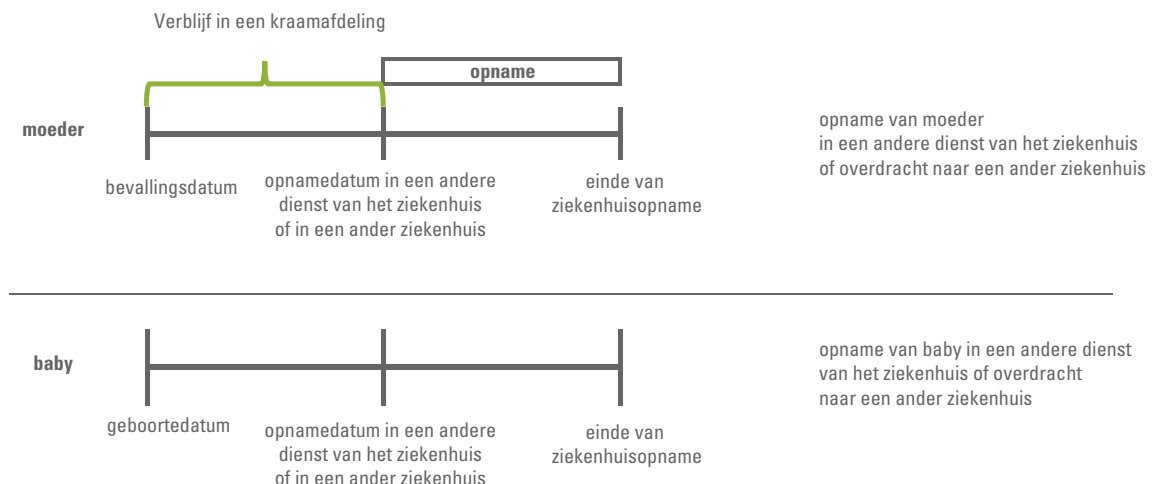 Verblijf in een kraamafdeling
opname
moeder
bevallingsdatum
opnamedatum in een andere
dienst van het ziekenhuis
of in een ander ziekenhuis
einde van
ziekenhuisopname
opname van moeder
in een andere dienst van het ziekenhuis
of overdracht naar een ander ziekenhuis
baby
geboortedatum
opnamedatum in een andere
dienst van het ziekenhuis
of in een ander ziekenhuis
einde van
ziekenhuisopname
opname van baby in een andere dienst
van het ziekenhuis of overdracht
naar een ander ziekenhuis